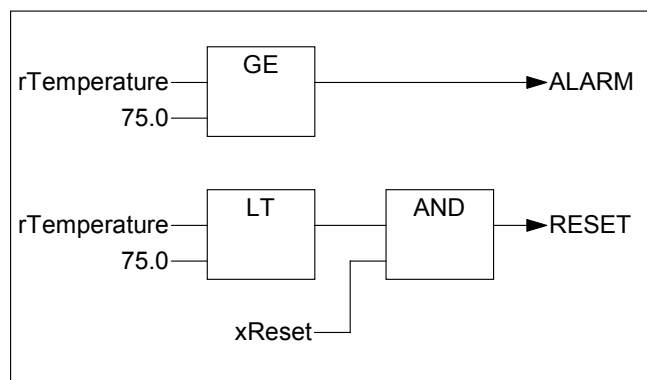 GE
rTemperature
ALARM
75.0
LT
AND
rTemperature
RESET
75.0
xReset